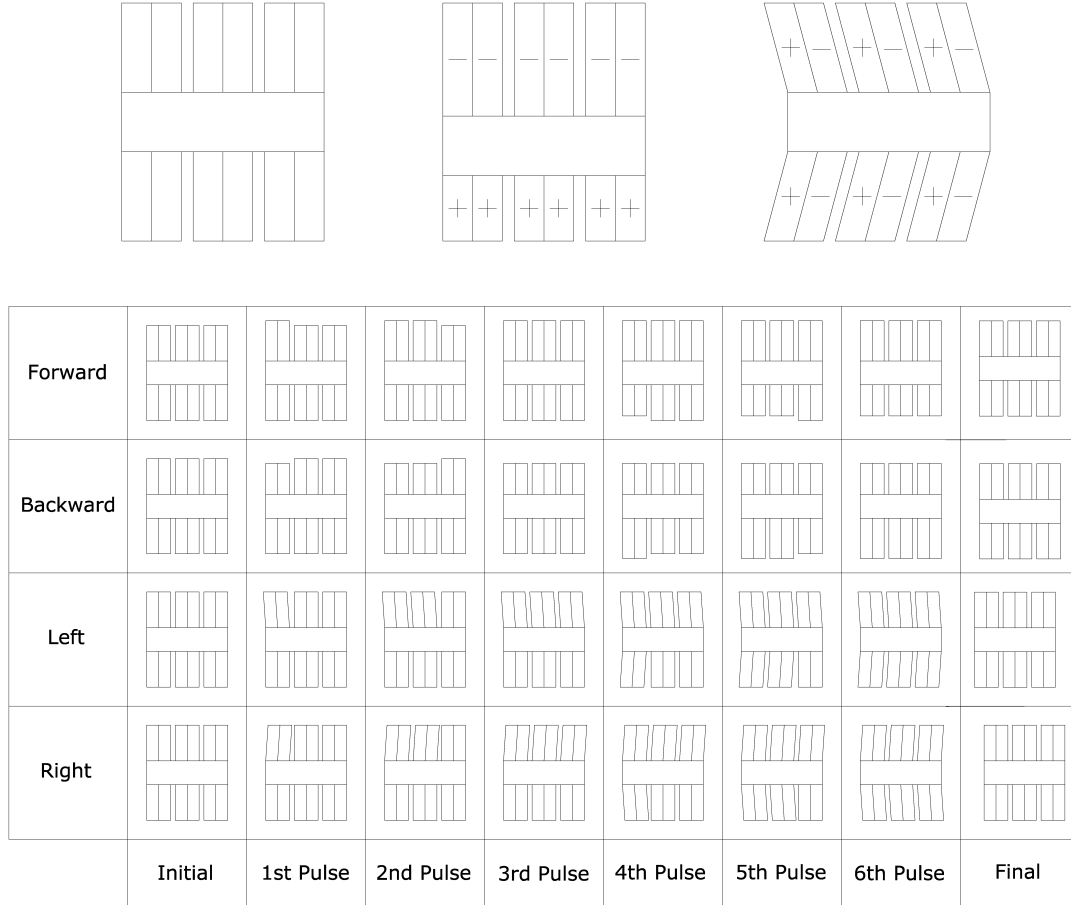 − − − − − −
+ + + + + +
+ − + − + −
+ − + − + −
Forward
Backward
Left
Right
Initial 1st Pulse 2nd Pulse 3rd Pulse 4th Pulse 5th Pulse 6th Pulse Final